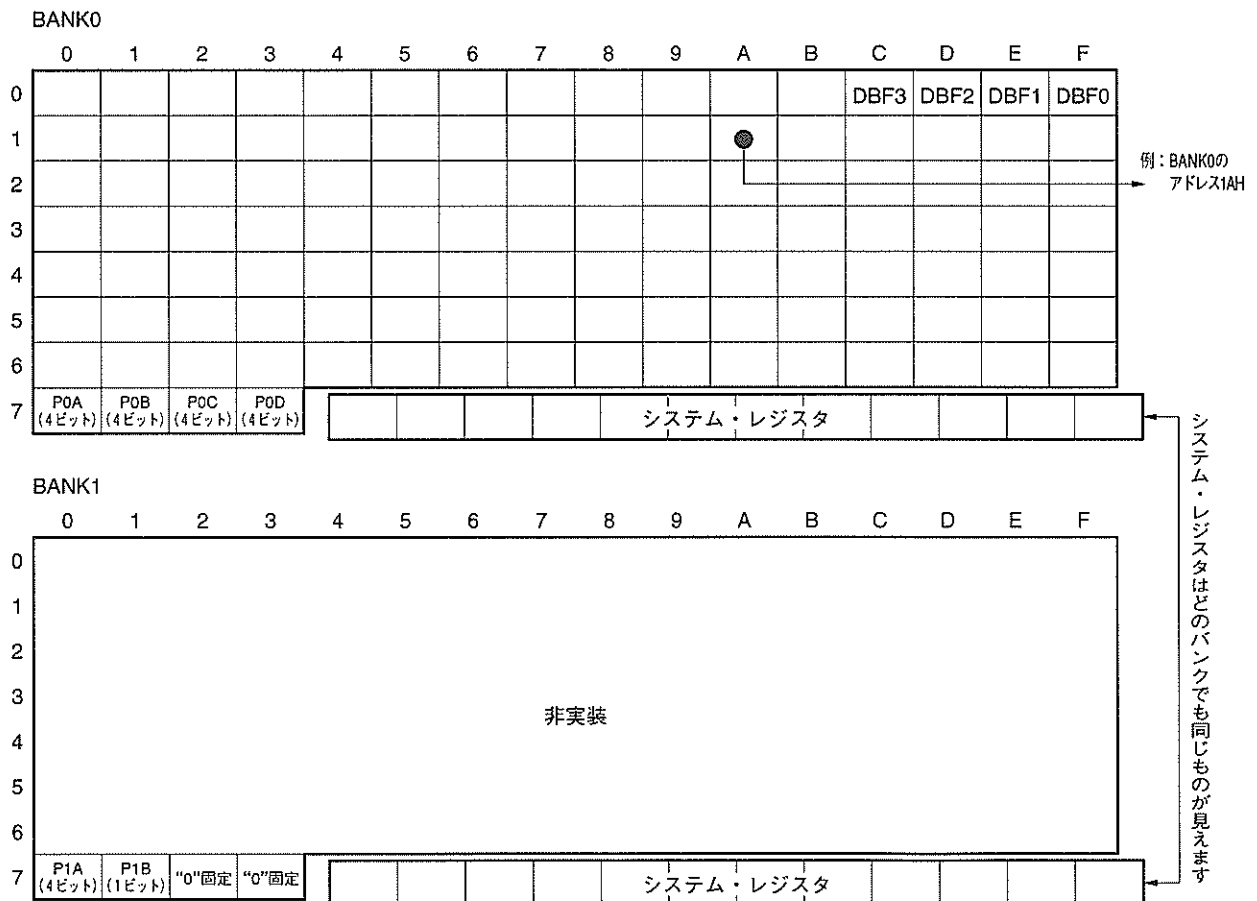 BANK0
0 1 2 3 4 5 6 7 8 9 A B C D E F
0 DBF3 DBF2 DBF1 DBF0
1
例:BANK0の
アドレス1AH
2
3
4
5
6
7 P0A P0B P0C P0D
(4ビット) (4ビット) (4ビット) (4ビット)
システム・レジスタ
BANK1
0 1 2 3 4 5 6 7 8 9 A B C D E F
0
1
2
3
非実装
4
5
6
7 P1A P1B "0"固定 "0"固定
(4ビット) (1ビット)
システム・レジスタ
システム・レジスタはどのバンクでも同じものが見えます